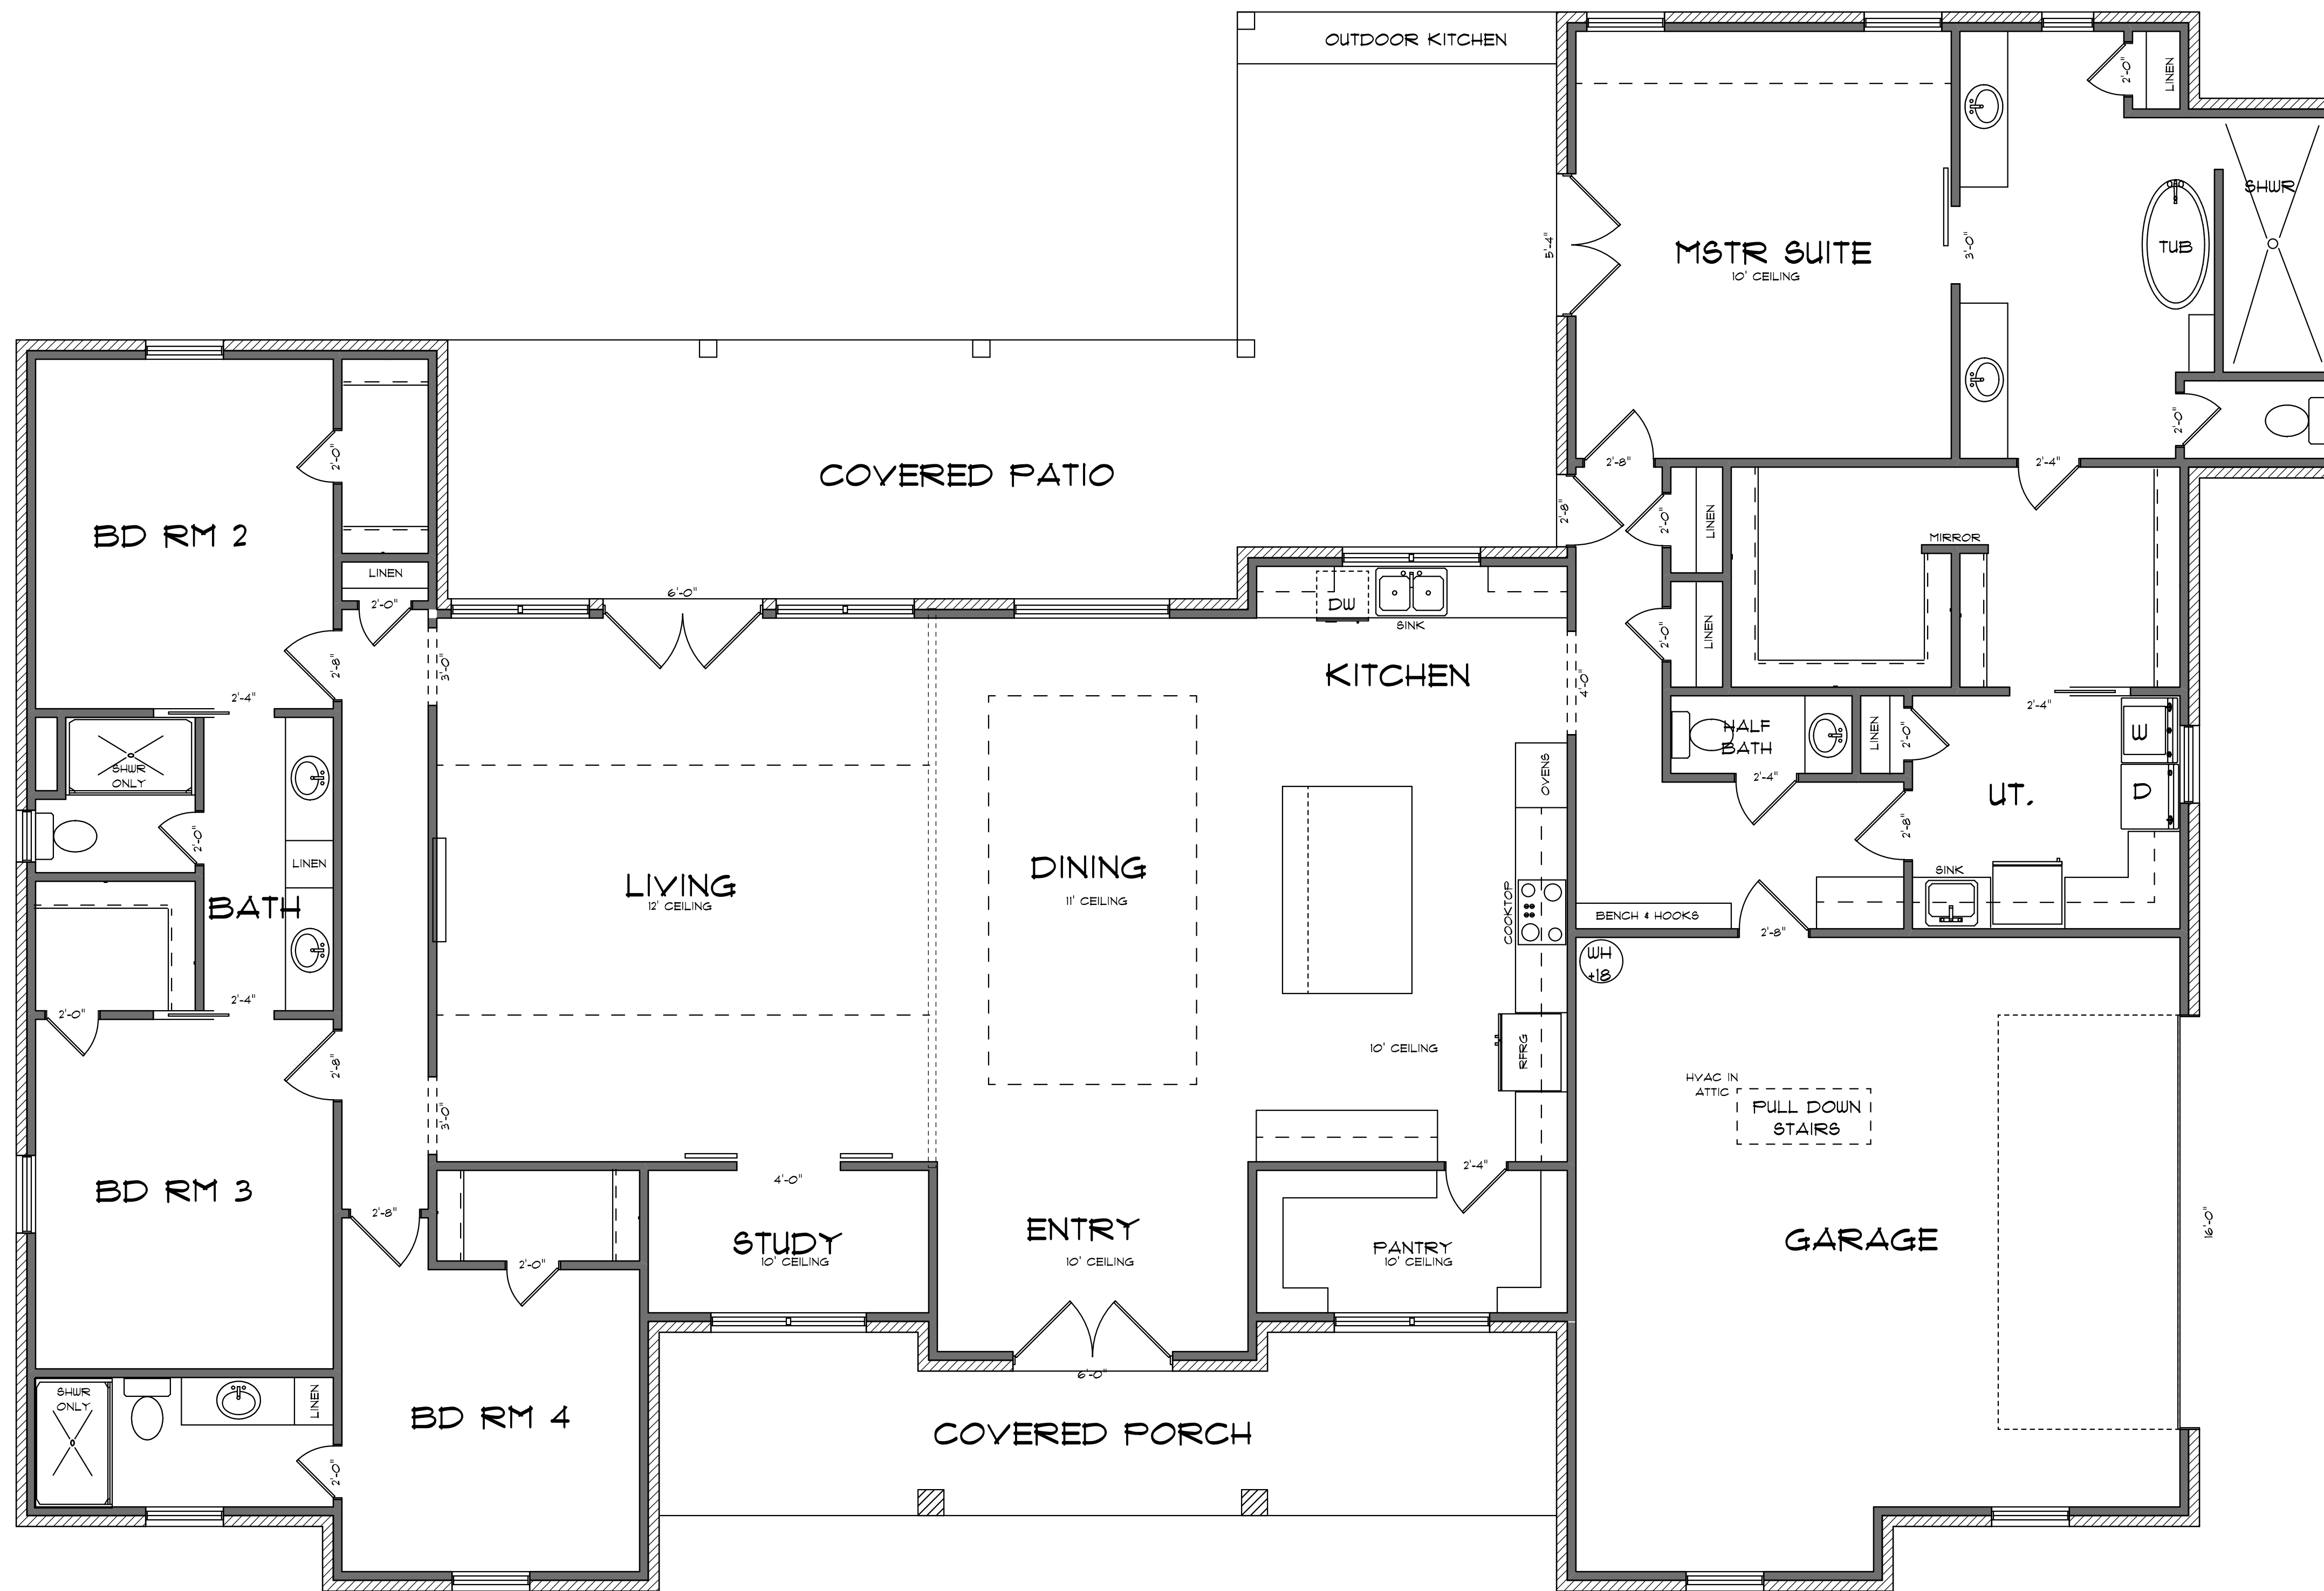 OUTDOOR KITCHEN
2'-0"
LINEN
SHWR
TUB
5'-4"
MSTR SUITE
10' CEILING
3'-0"
2'-0"
COVERED PATIO
2'-0"
BD RM 2
LINEN
2'-0"
2'-8"
2'-8"
2'-4"
2'-8"
2'-0"
LINEN
MIRROR
6'-0"
DW
SINK
2'-0"
LINEN
3'-0"
KITCHEN
4'-0"
2'-4"
2'-4"
HALF
BATH
2'-4"
LINEN
2'-0"
W
D
UT.
2'-8"
SHWR
ONLY
2'-0"
LINEN
BATH
LIVING
12' CEILING
DINING
11' CEILING
OVENS
COOKTOP
SINK
BENCH & HOOKS
2'-8"
WH
+18
2'-4"
2'-0"
2'-8"
3'-0"
10' CEILING
RFRG
HVAC IN
ATTIC
PULL DOWN
STAIRS
BD RM 3
2'-8"
4'-0"
2'-4"
STUDY
10' CEILING
ENTRY
10' CEILING
PANTRY
10' CEILING
GARAGE
16'-0"
2'-0"
6'-0"
SHWR
ONLY
LINEN
BD RM 4
COVERED PORCH
2'-0"